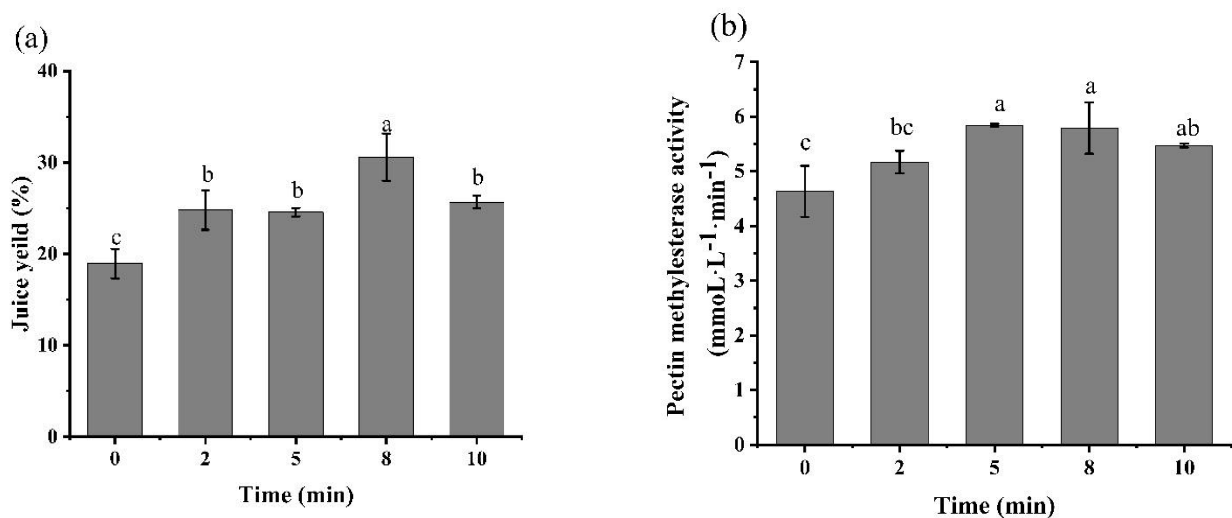 (a)
Juice yeild (%)
40
30
20
10
0
c
b
b
a
b
0 2 5 8 10
Time (min)
(b)
Pectin methylesterase activity
(mmoL·L⁻¹·min⁻¹)
7
6
5
4
3
2
1
0
c
bc
a
a
ab
0 2 5 8 10
Time (min)